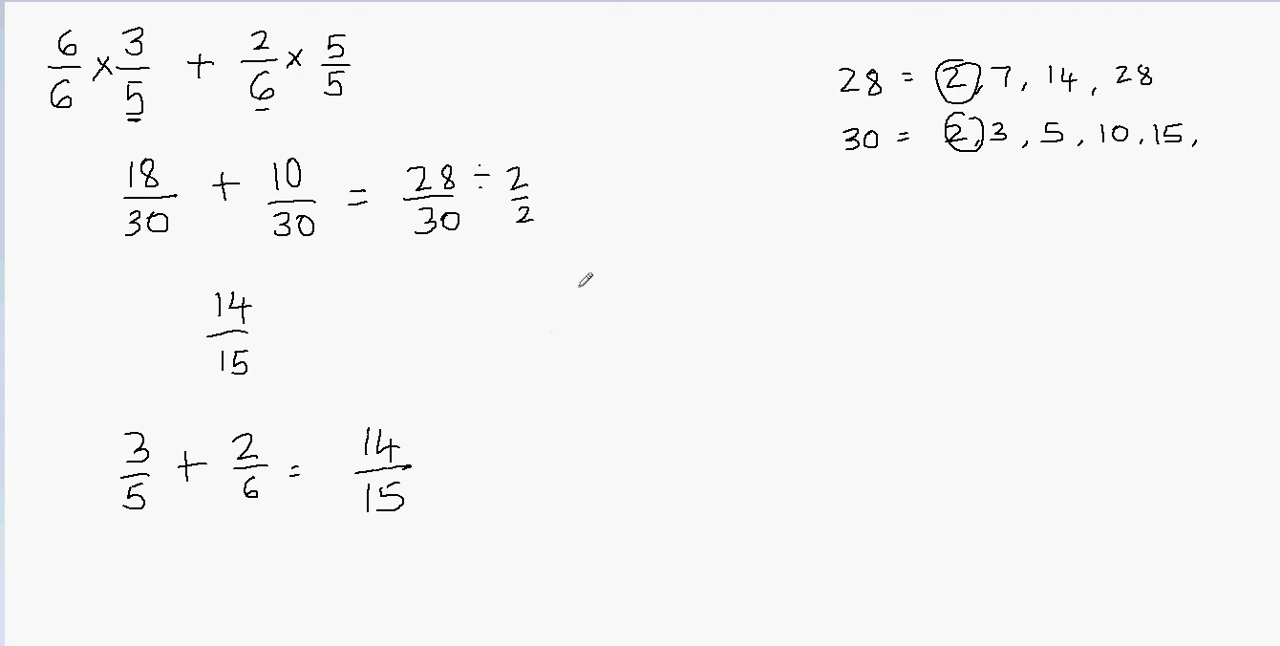 6/6 × 3/5 + 2/6 × 5/5
18/30 + 10/30 = 28/30 ÷ 2/2
14/15
3/5 + 2/6 = 14/15
28 = 2, 7, 14, 28
30 = 2, 3, 5, 10, 15,